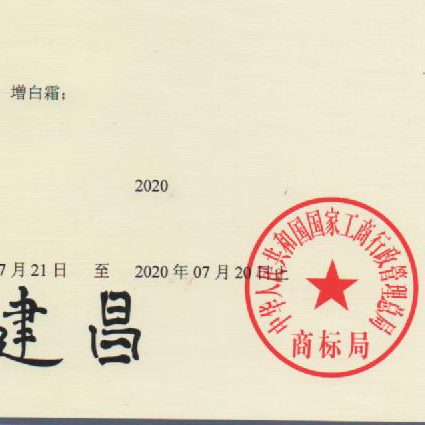 增白霜；
2020
7月21日 至 2020年07月20日止
建昌
中华人民共和国国家工商行政管理总局
商标局